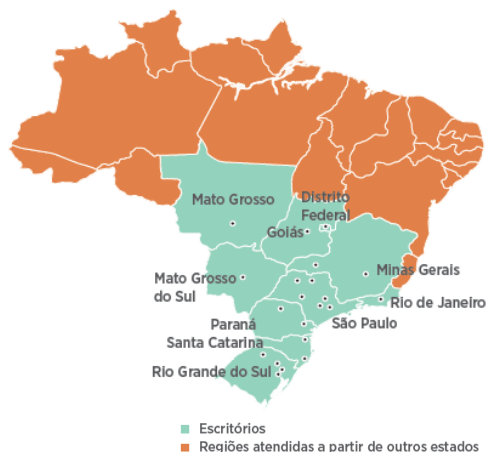 Mato Grosso
Distrito
Federal
Goiás
Minas Gerais
Mato Grosso
do Sul
Rio de Janeiro
Paraná
São Paulo
Santa Catarina
Rio Grande do Sul
Escritórios
Regiões atendidas a partir de outros estados